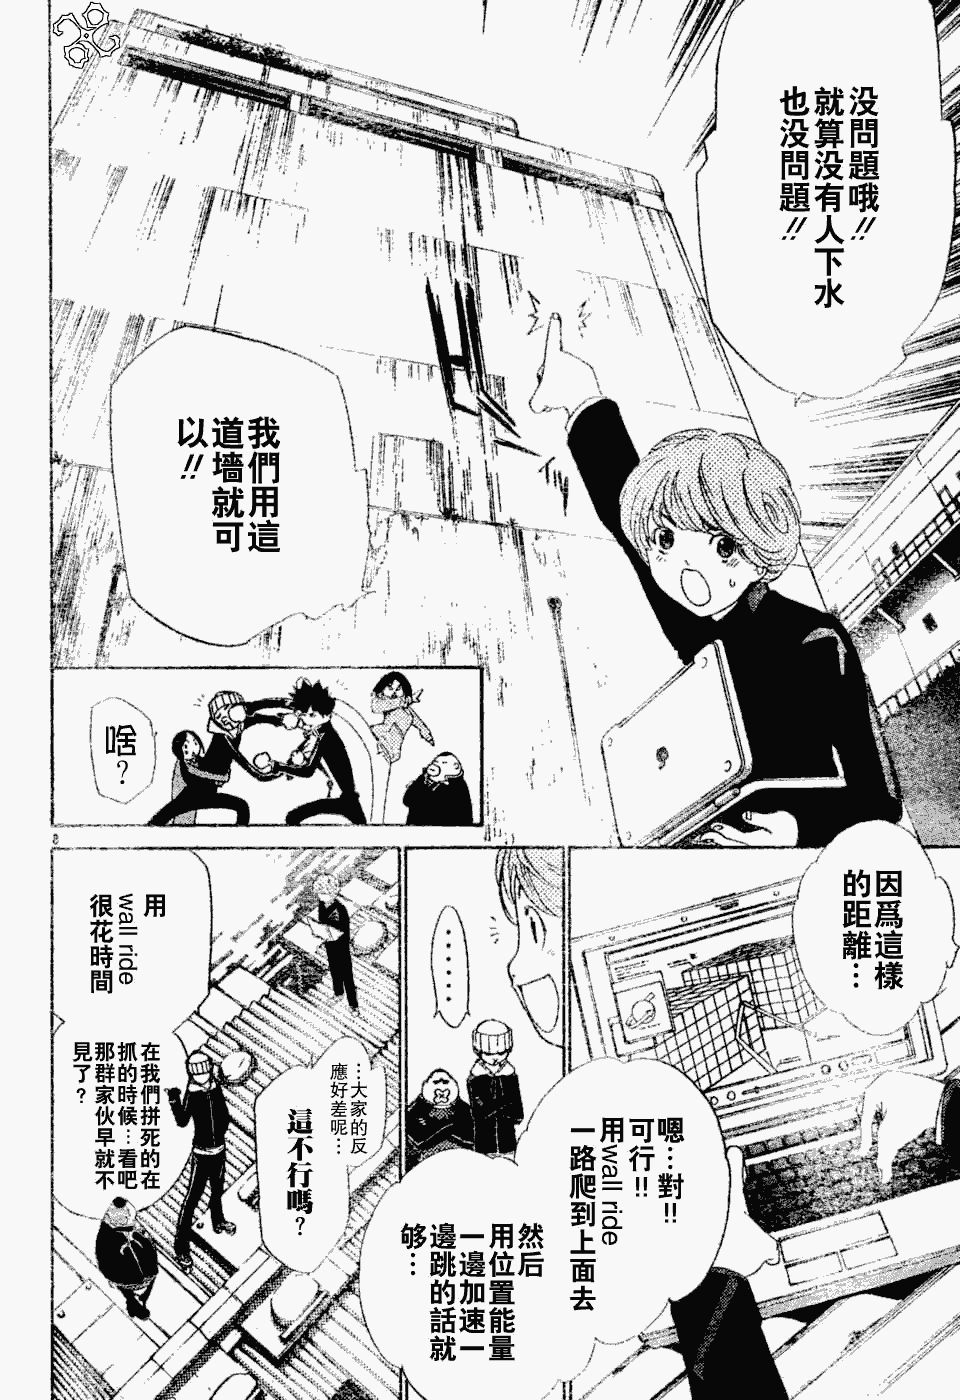 没問題哦!!
就算没有人下水
也没問題!!
我們用這
道墻就可
以!!
啥?
因爲這樣
的距離…
嗯…對!!
可行!!
用wall ride
一路爬到上面去
然后
用位置能量
一邊加速一
邊跳的話就
够…
……
…大家的反
應好差呢…
這不行嗎?
用
wall ride
很花時間
在我們拼死的在
抓的時候…看吧
那群家伙早就不
見了?
8